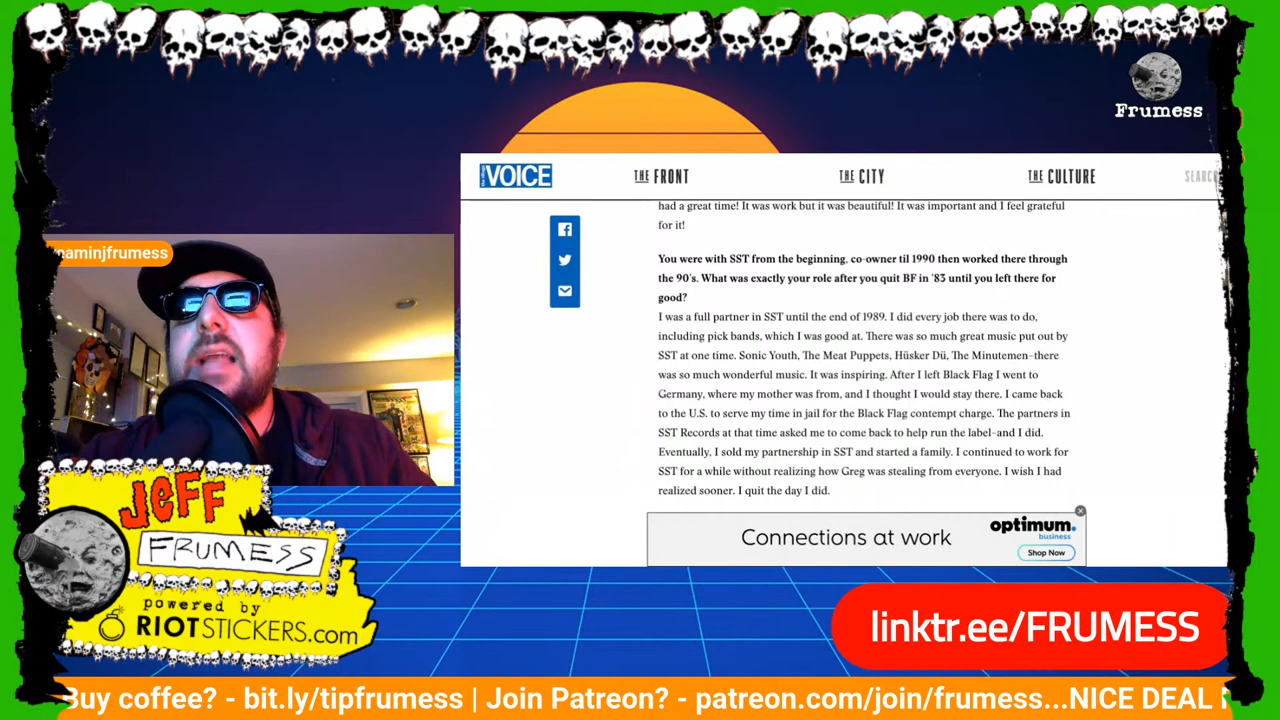 Frumess
the village VOICE
THE FRONT
THE CITY
THE CULTURE
SEARC
had a great time! It was work but it was beautiful! It was important and I feel grateful
for it!
You were with SST from the beginning, co-owner til 1990 then worked there through
the 90's. What was exactly your role after you quit BF in '83 until you left there for
good?
I was a full partner in SST until the end of 1989. I did every job there was to do,
including pick bands, which I was good at. There was so much great music put out by
SST at one time. Sonic Youth, The Meat Puppets, Hüsker Dü, The Minutemen–there
was so much wonderful music. It was inspiring. After I left Black Flag I went to
Germany, where my mother was from, and I thought I would stay there. I came back
to the U.S. to serve my time in jail for the Black Flag contempt charge. The partners in
SST Records at that time asked me to come back to help run the label–and I did.
Eventually, I sold my partnership in SST and started a family. I continued to work for
SST for a while without realizing how Greg was stealing from everyone. I wish I had
realized sooner. I quit the day I did.
Connections at work
optimum.
business
Shop Now
eaminjfrumess
JEFF
FRUMESS
powered by
RIOTSTICKERS.com
linktr.ee/FRUMESS
Buy coffee? - bit.ly/tipfrumess | Join Patreon? - patreon.com/join/frumess...NICE DEAL